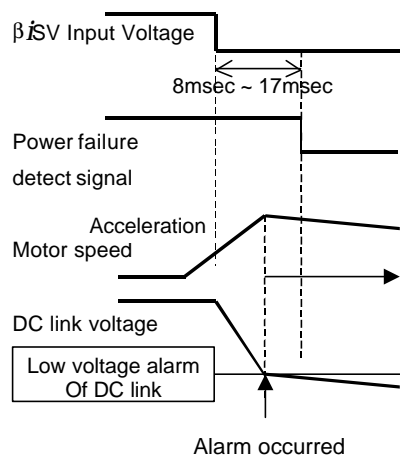 βiSV Input Voltage
8msec ~ 17msec
Power failure
detect signal
Acceleration
Motor speed
DC link voltage
Low voltage alarm
Of DC link
Alarm occurred